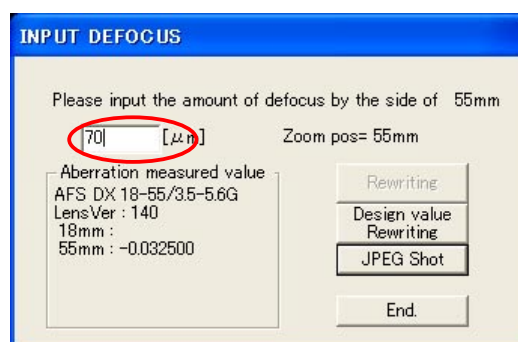 INPUT DEFOCUS
Please input the amount of defocus by the side of 55mm
70 [μm] Zoom pos= 55mm
Aberration measured value
AFS DX 18-55/3.5-5.6G
LensVer : 140
18mm :
55mm : -0.032500
Rewriting
Design value
Rewriting
JPEG Shot
End.